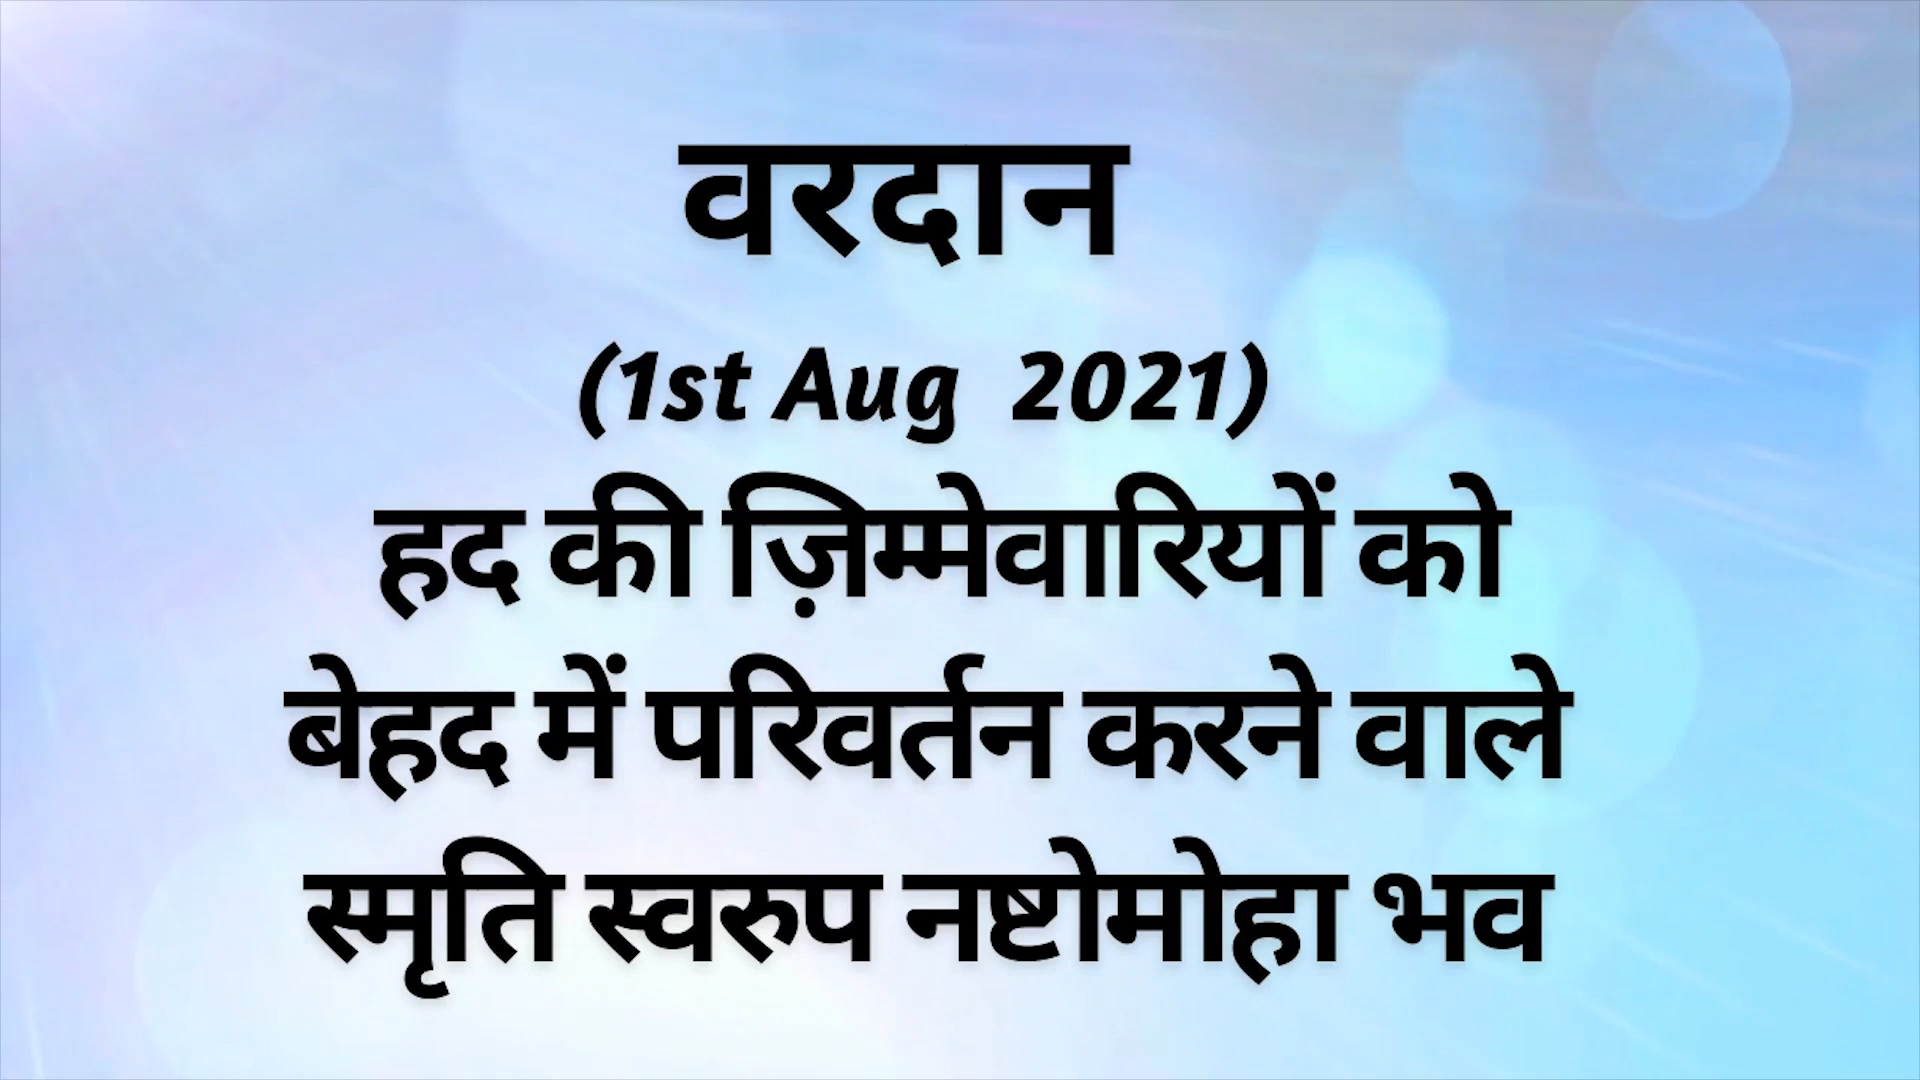 वरदान
(1st Aug 2021)
हद की ज़िम्मेवारियों को
बेहद में परिवर्तन करने वाले
स्मृति स्वरुप नष्टोमोहा भव